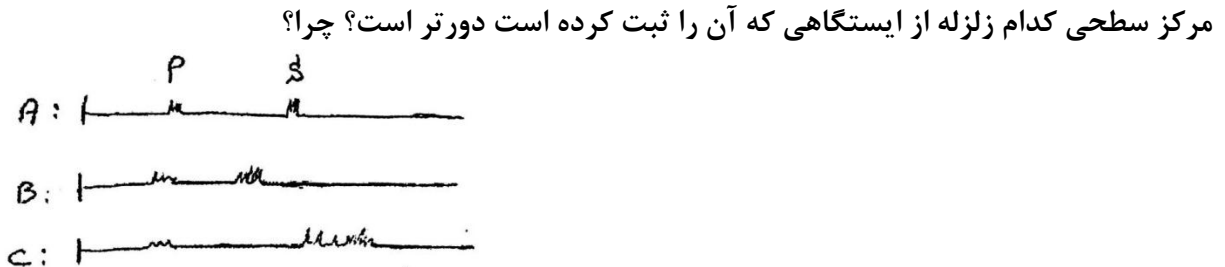 مرکز سطحی کدام زلزله از ایستگاهی که آن را ثبت کرده است دورتر است؟ چرا؟
P S
A:
B:
C: